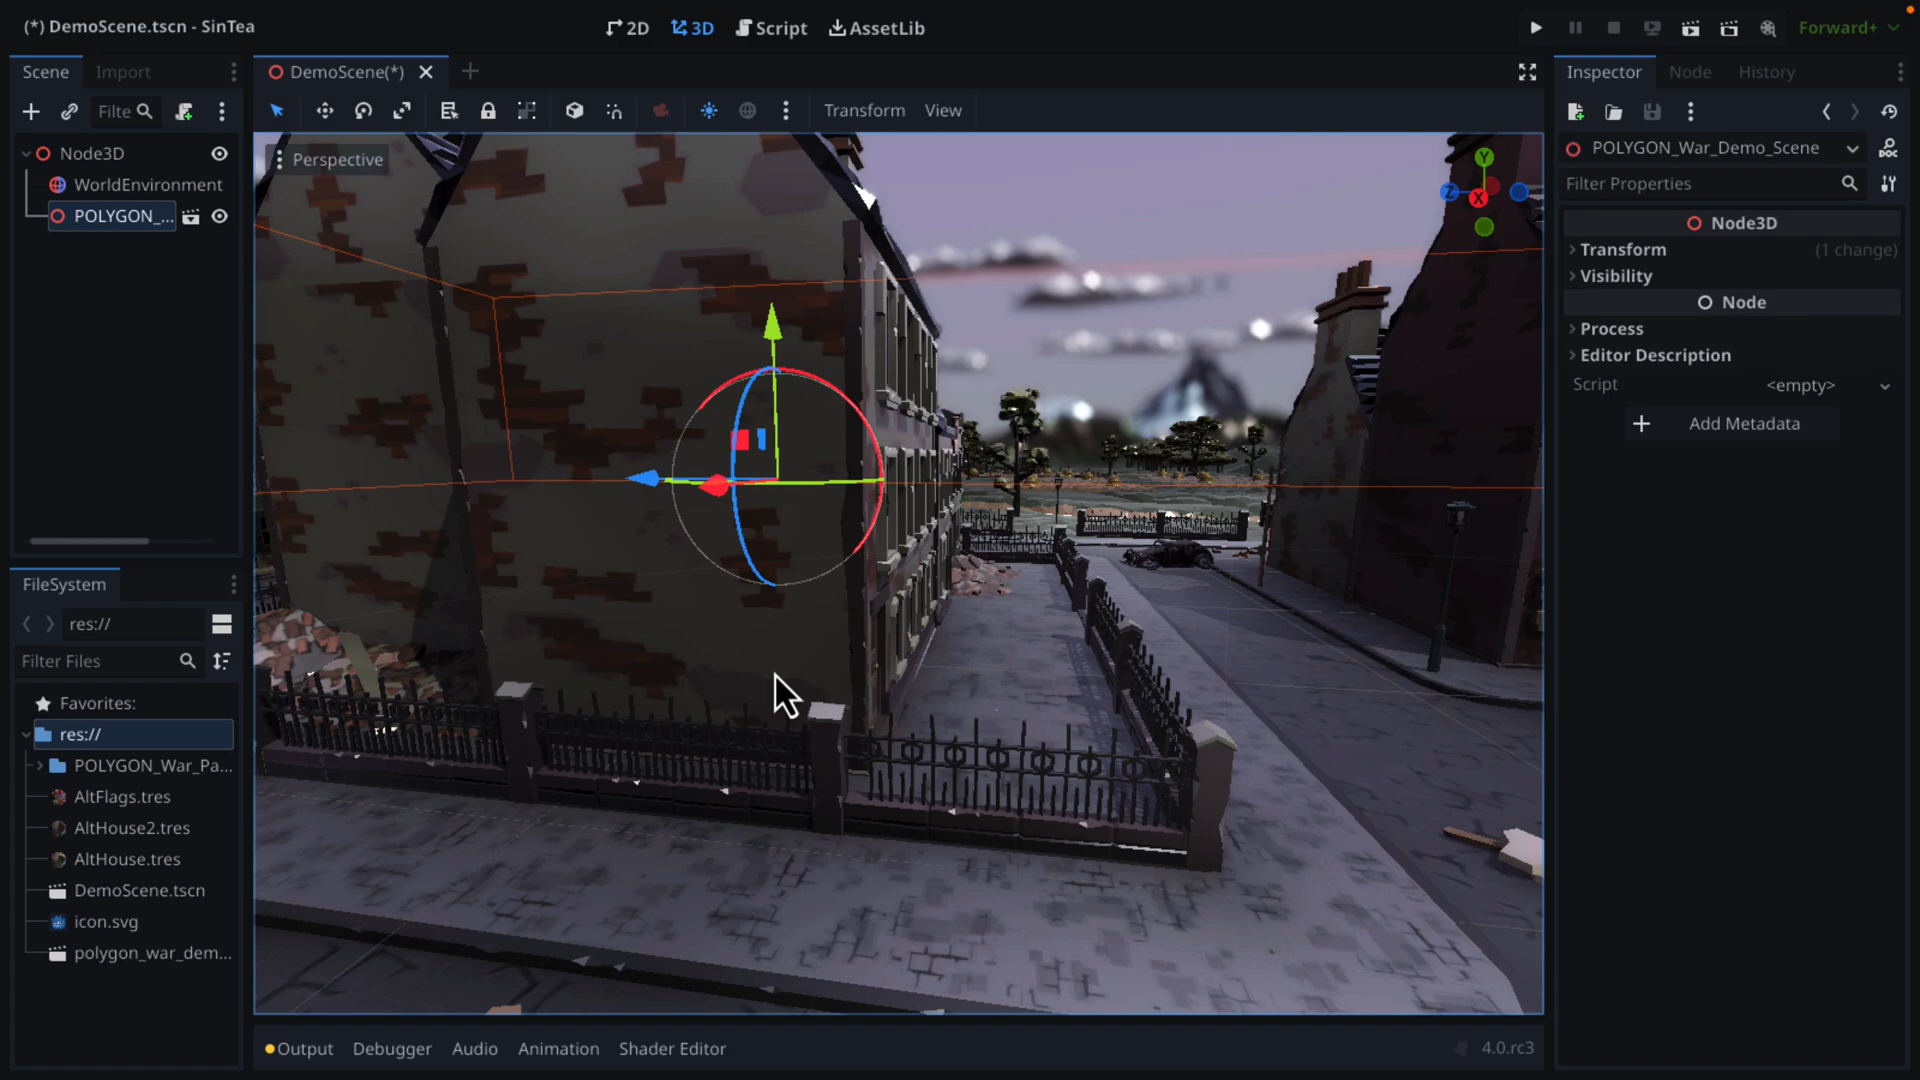 (*) DemoScene.tscn - SinTea
2D
3D
Script
AssetLib
Forward+
Scene
Import
Filte
Node3D
WorldEnvironment
POLYGON_...
FileSystem
res://
Filter Files
Favorites:
res://
POLYGON_War_Pa...
AltFlags.tres
AltHouse2.tres
AltHouse.tres
DemoScene.tscn
icon.svg
polygon_war_dem...
DemoScene(*)
Transform
View
Perspective
Y
Z
X
Output
Debugger
Audio
Animation
Shader Editor
4.0.rc3
Inspector
Node
History
POLYGON_War_Demo_Scene
DOC
Filter Properties
Node3D
Transform (1 change)
Visibility
Node
Process
Editor Description
Script <empty>
Add Metadata